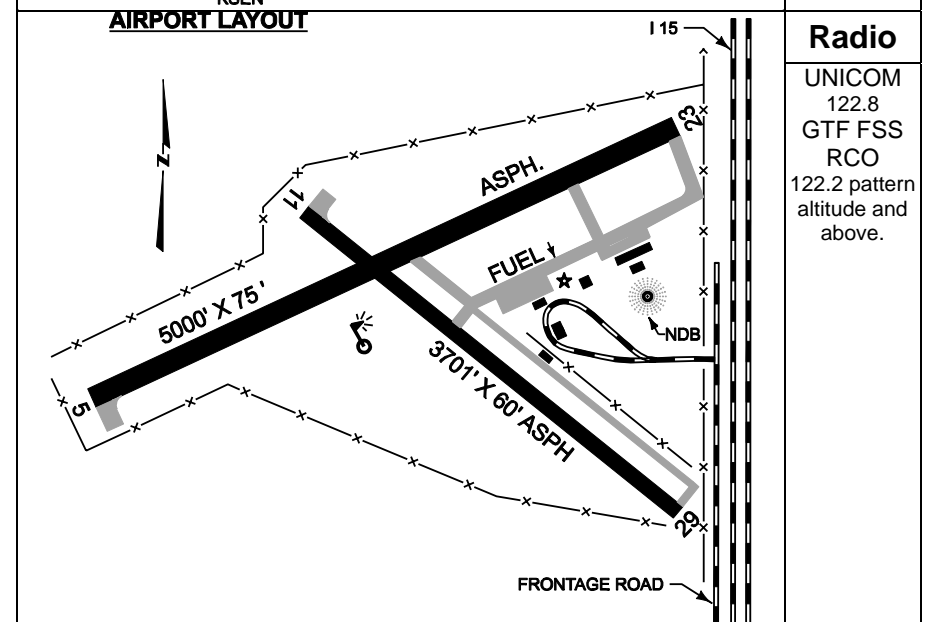 AIRPORT LAYOUT
I 15
N
23
ASPH.
11
FUEL
5000' X 75 '
NDB
3701' X 60' ASPH
5
29
FRONTAGE ROAD
Radio
UNICOM
122.8
GTF FSS
RCO
122.2 pattern
altitude and
above.